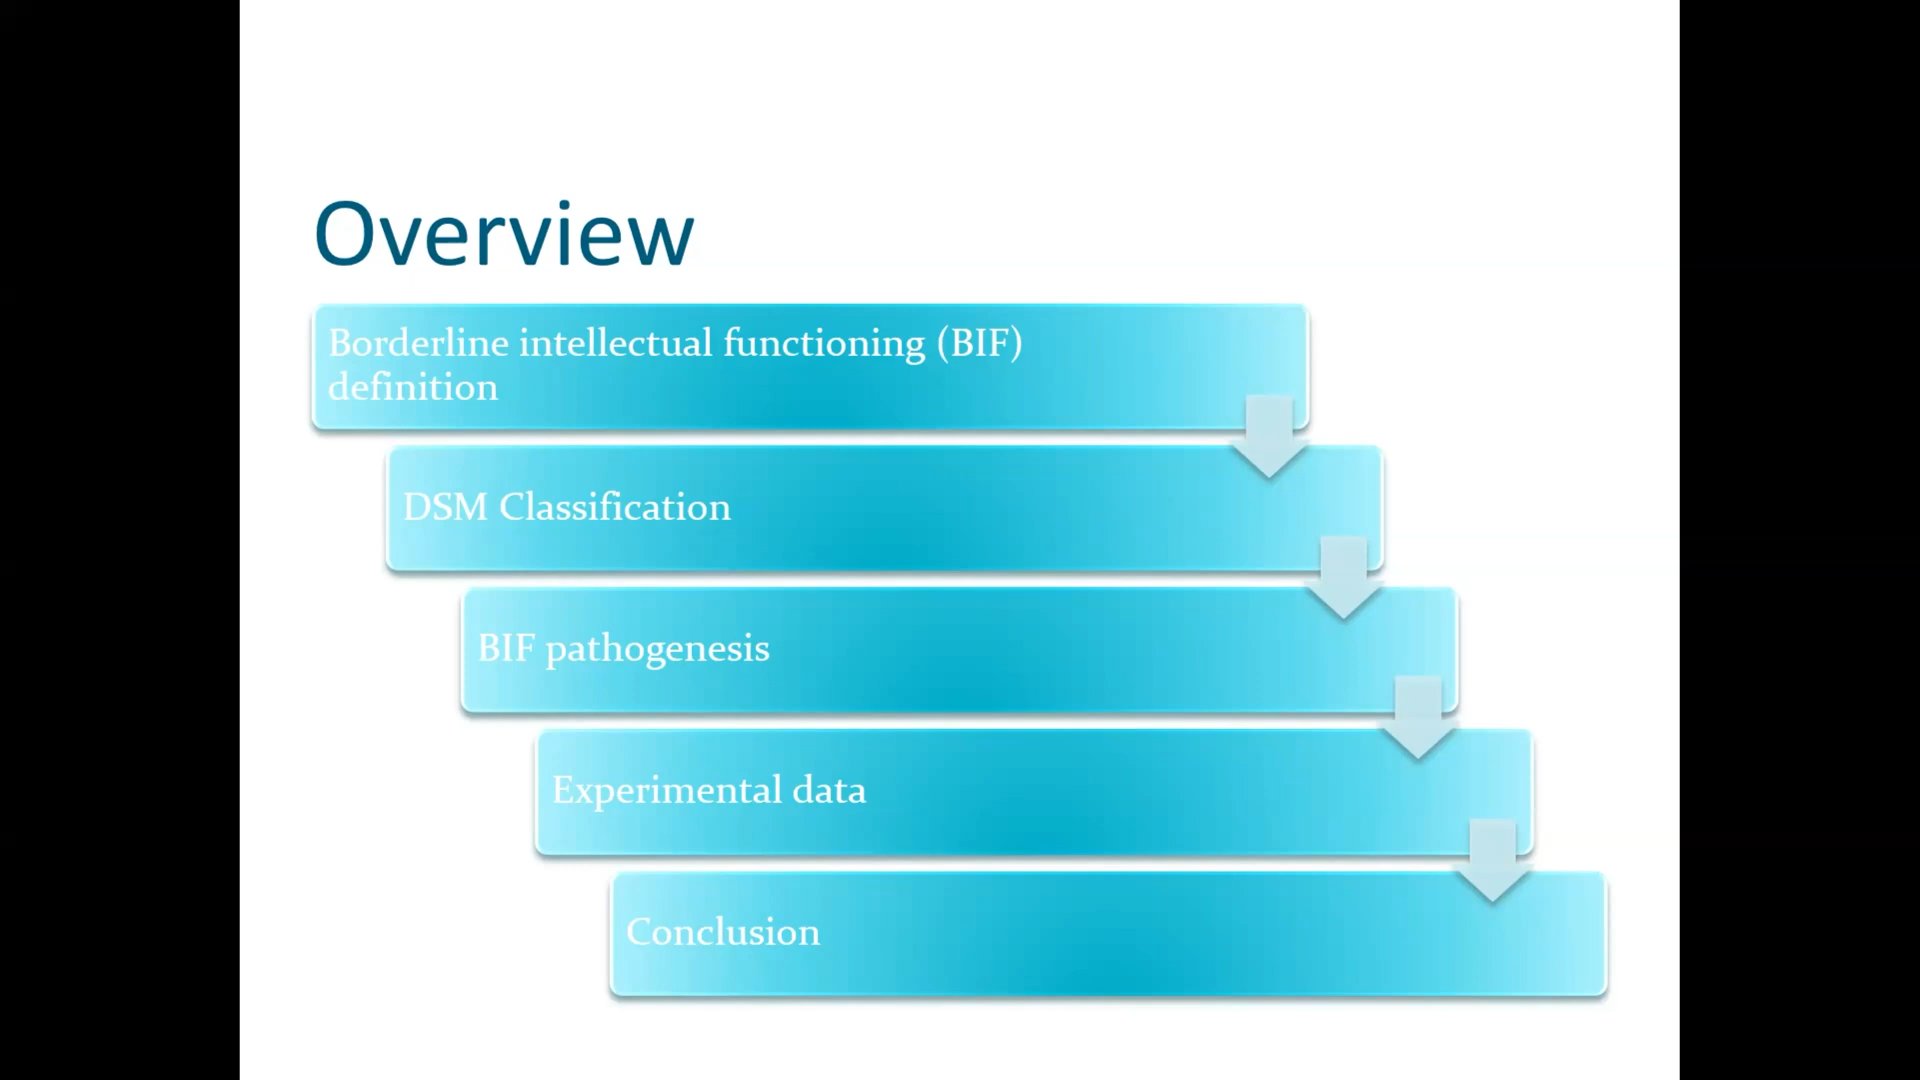 Overview
Borderline intellectual functioning (BIF)
definition
DSM Classification
BIF pathogenesis
Experimental data
Conclusion